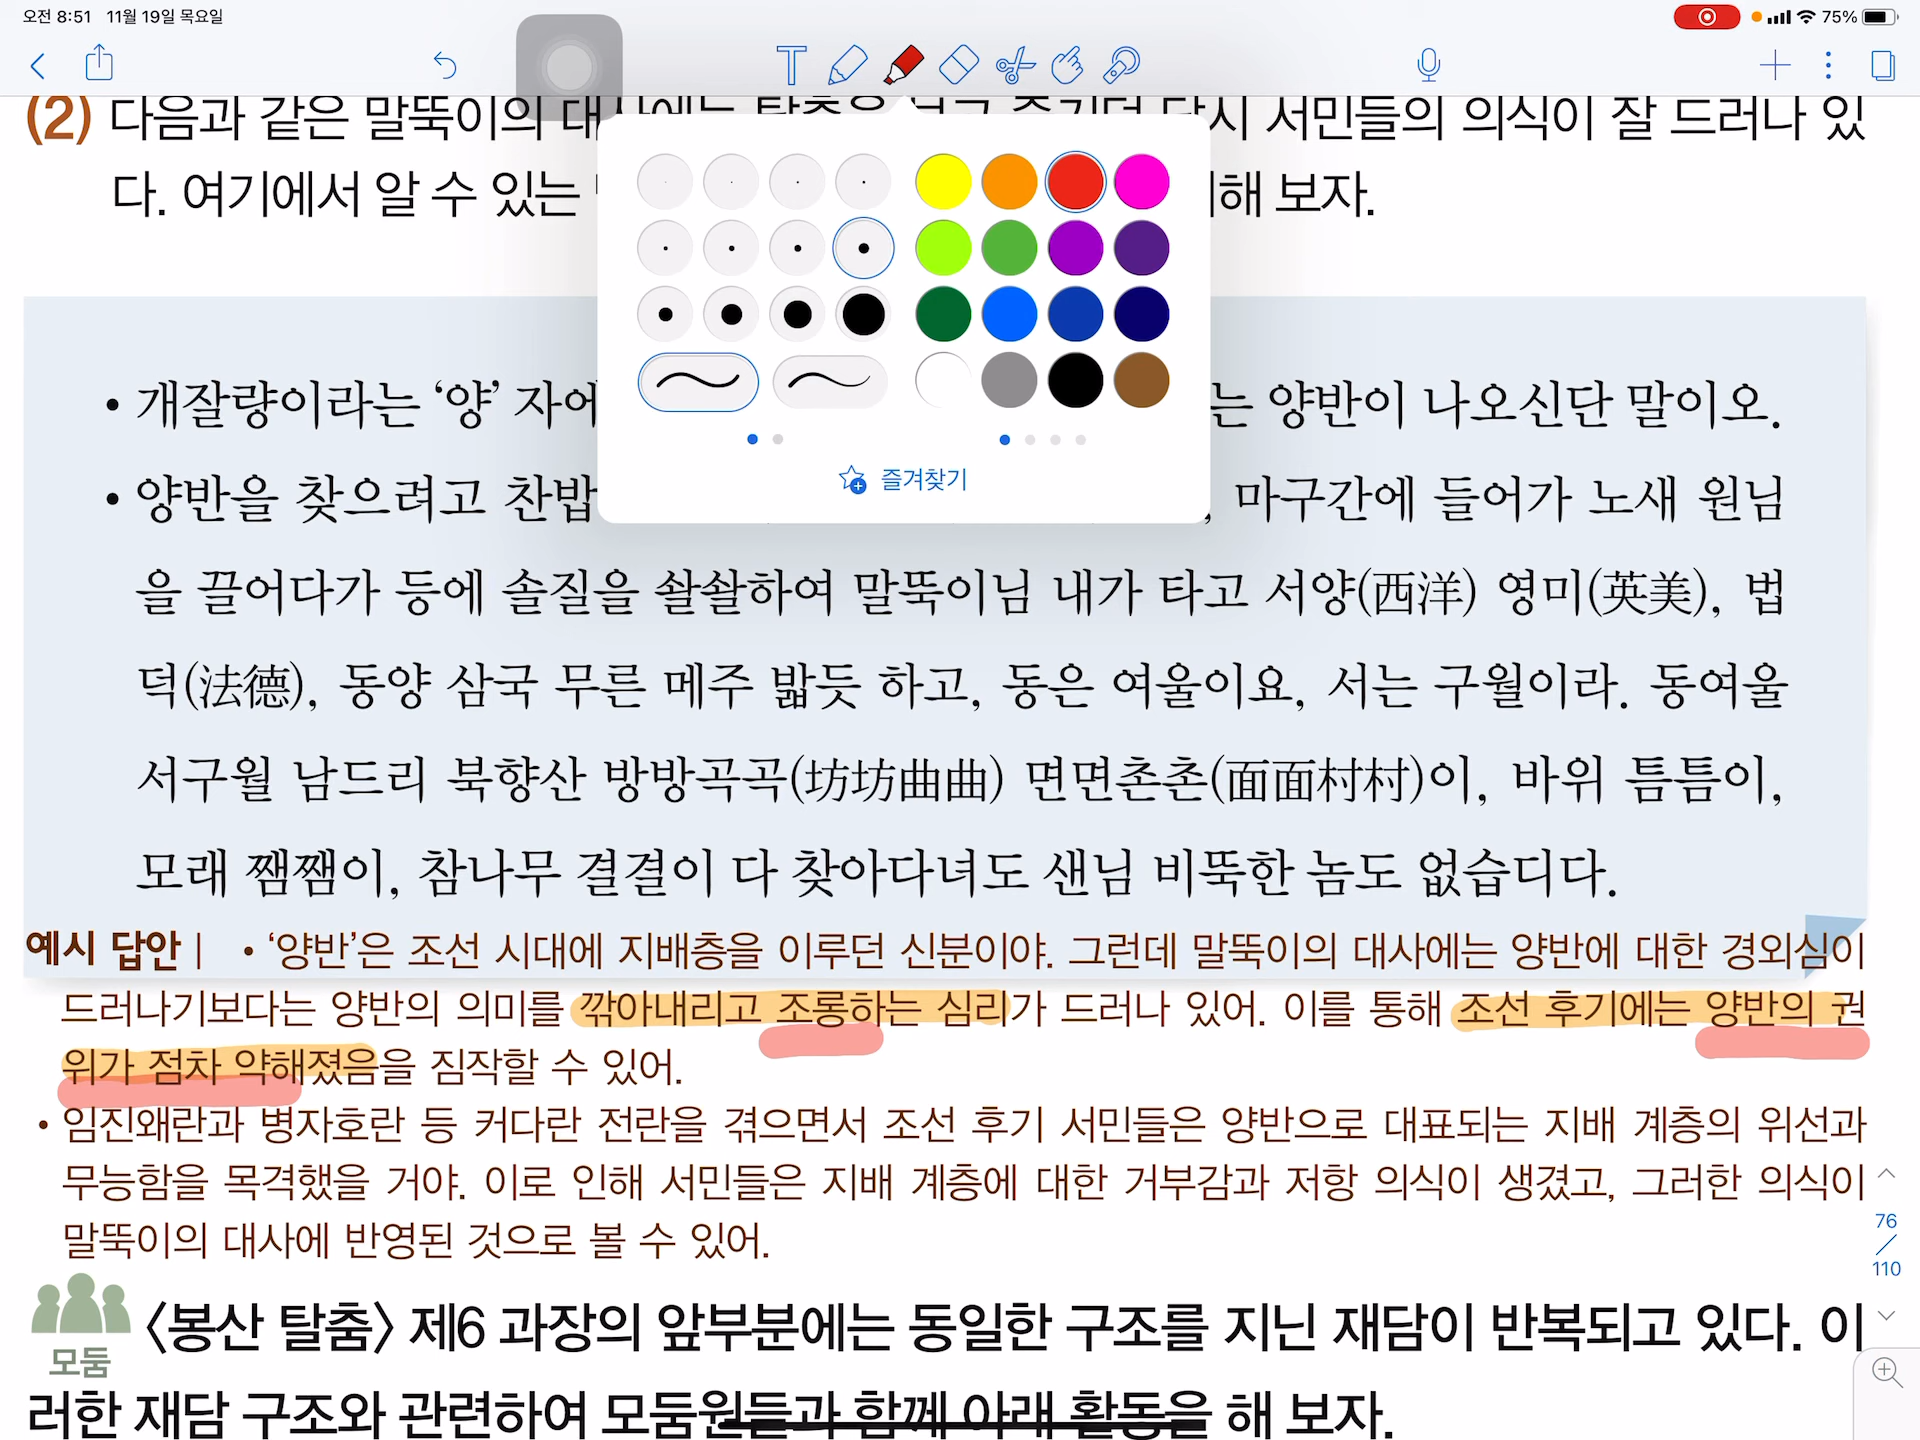 오전 8:51 11월 19일 목요일
75%
(2) 다음과 같은 말뚝이의 시 서민들의 의식이 잘 드러나 있
다. 여기에서 알 수 있는 해 보자.
• 개잘량이라는 ‘양’ 자에 는 양반이 나오신단 말이오.
• 양반을 찾으려고 찬밥 , 마구간에 들어가 노새 원님
을 끌어다가 등에 솔질을 솰솰하여 말뚝이님 내가 타고 서양(西洋) 영미(英美), 법
덕(法德), 동양 삼국 무른 메주 밟듯 하고, 동은 여울이요, 서는 구월이라. 동여울
서구월 남드리 북향산 방방곡곡(坊坊曲曲) 면면촌촌(面面村村)이, 바위 틈틈이,
모래 쨈쨈이, 참나무 결결이 다 찾아다녀도 샌님 비뚝한 놈도 없습디다.
즐겨찾기
예시 답안 | • ‘양반’은 조선 시대에 지배층을 이루던 신분이야. 그런데 말뚝이의 대사에는 양반에 대한 경외심이
드러나기보다는 양반의 의미를 깎아내리고 조롱하는 심리가 드러나 있어. 이를 통해 조선 후기에는 양반의 권
위가 점차 약해졌음을 짐작할 수 있어.
• 임진왜란과 병자호란 등 커다란 전란을 겪으면서 조선 후기 서민들은 양반으로 대표되는 지배 계층의 위선과
무능함을 목격했을 거야. 이로 인해 서민들은 지배 계층에 대한 거부감과 저항 의식이 생겼고, 그러한 의식이
말뚝이의 대사에 반영된 것으로 볼 수 있어.
76
/
110
모둠
〈봉산 탈춤〉 제6 과장의 앞부분에는 동일한 구조를 지닌 재담이 반복되고 있다. 이
러한 재담 구조와 관련하여 모둠원들과 함께 아래 활동을 해 보자.